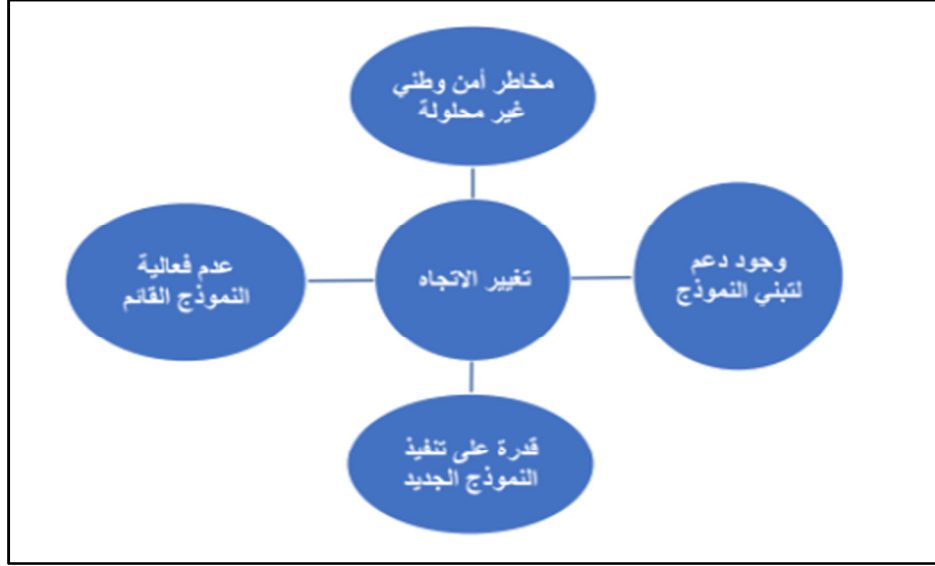 مخاطر أمن وطني
غير محلولة
وجود دعم
لتبني النموذج
تغيير الاتجاه
عدم فعالية
النموذج القائم
قدرة على تنفيذ
النموذج الجديد